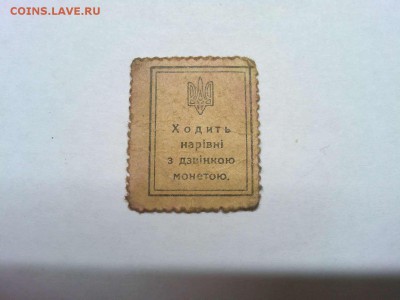 COINS.LAVE.RU
Ходить
нарівні
з дзвінкою
монетою.